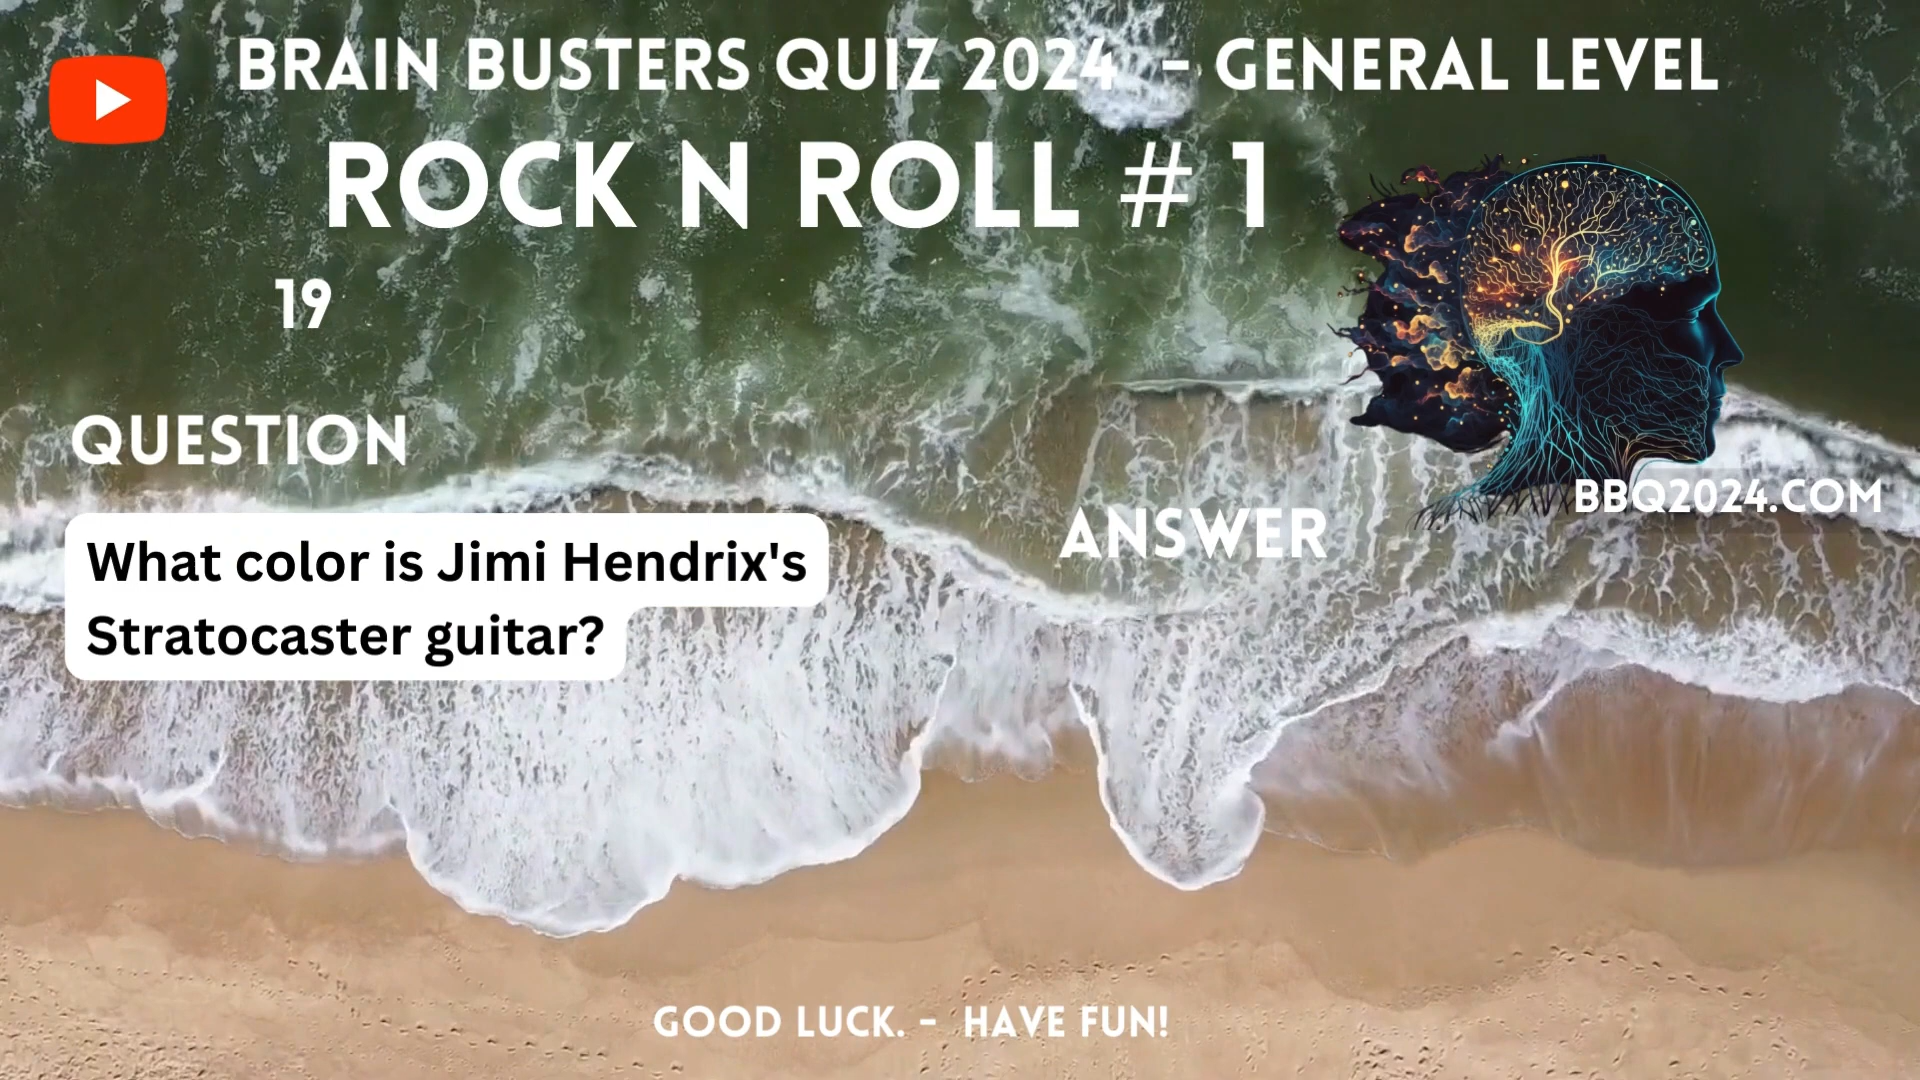 BRAIN BUSTERS QUIZ 2024 - GENERAL LEVEL
ROCK N ROLL # 1
19
QUESTION
BBQ2024.COM
ANSWER
What color is Jimi Hendrix's
Stratocaster guitar?
GOOD LUCK. - HAVE FUN!